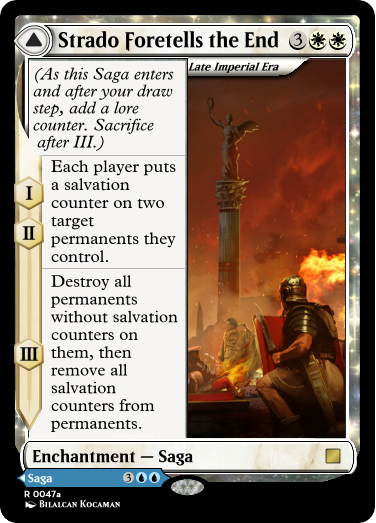 Strado Foretells the End 3
Late Imperial Era
(As this Saga enters
and after your draw
step, add a lore
counter. Sacrifice
after III.)
I
II
Each player puts
a salvation
counter on two
target
permanents they
control.
III
Destroy all
permanents
without salvation
counters on
them, then
remove all
salvation
counters from
permanents.
Enchantment — Saga
Saga 3
R 0047a
Bilalcan Kocaman